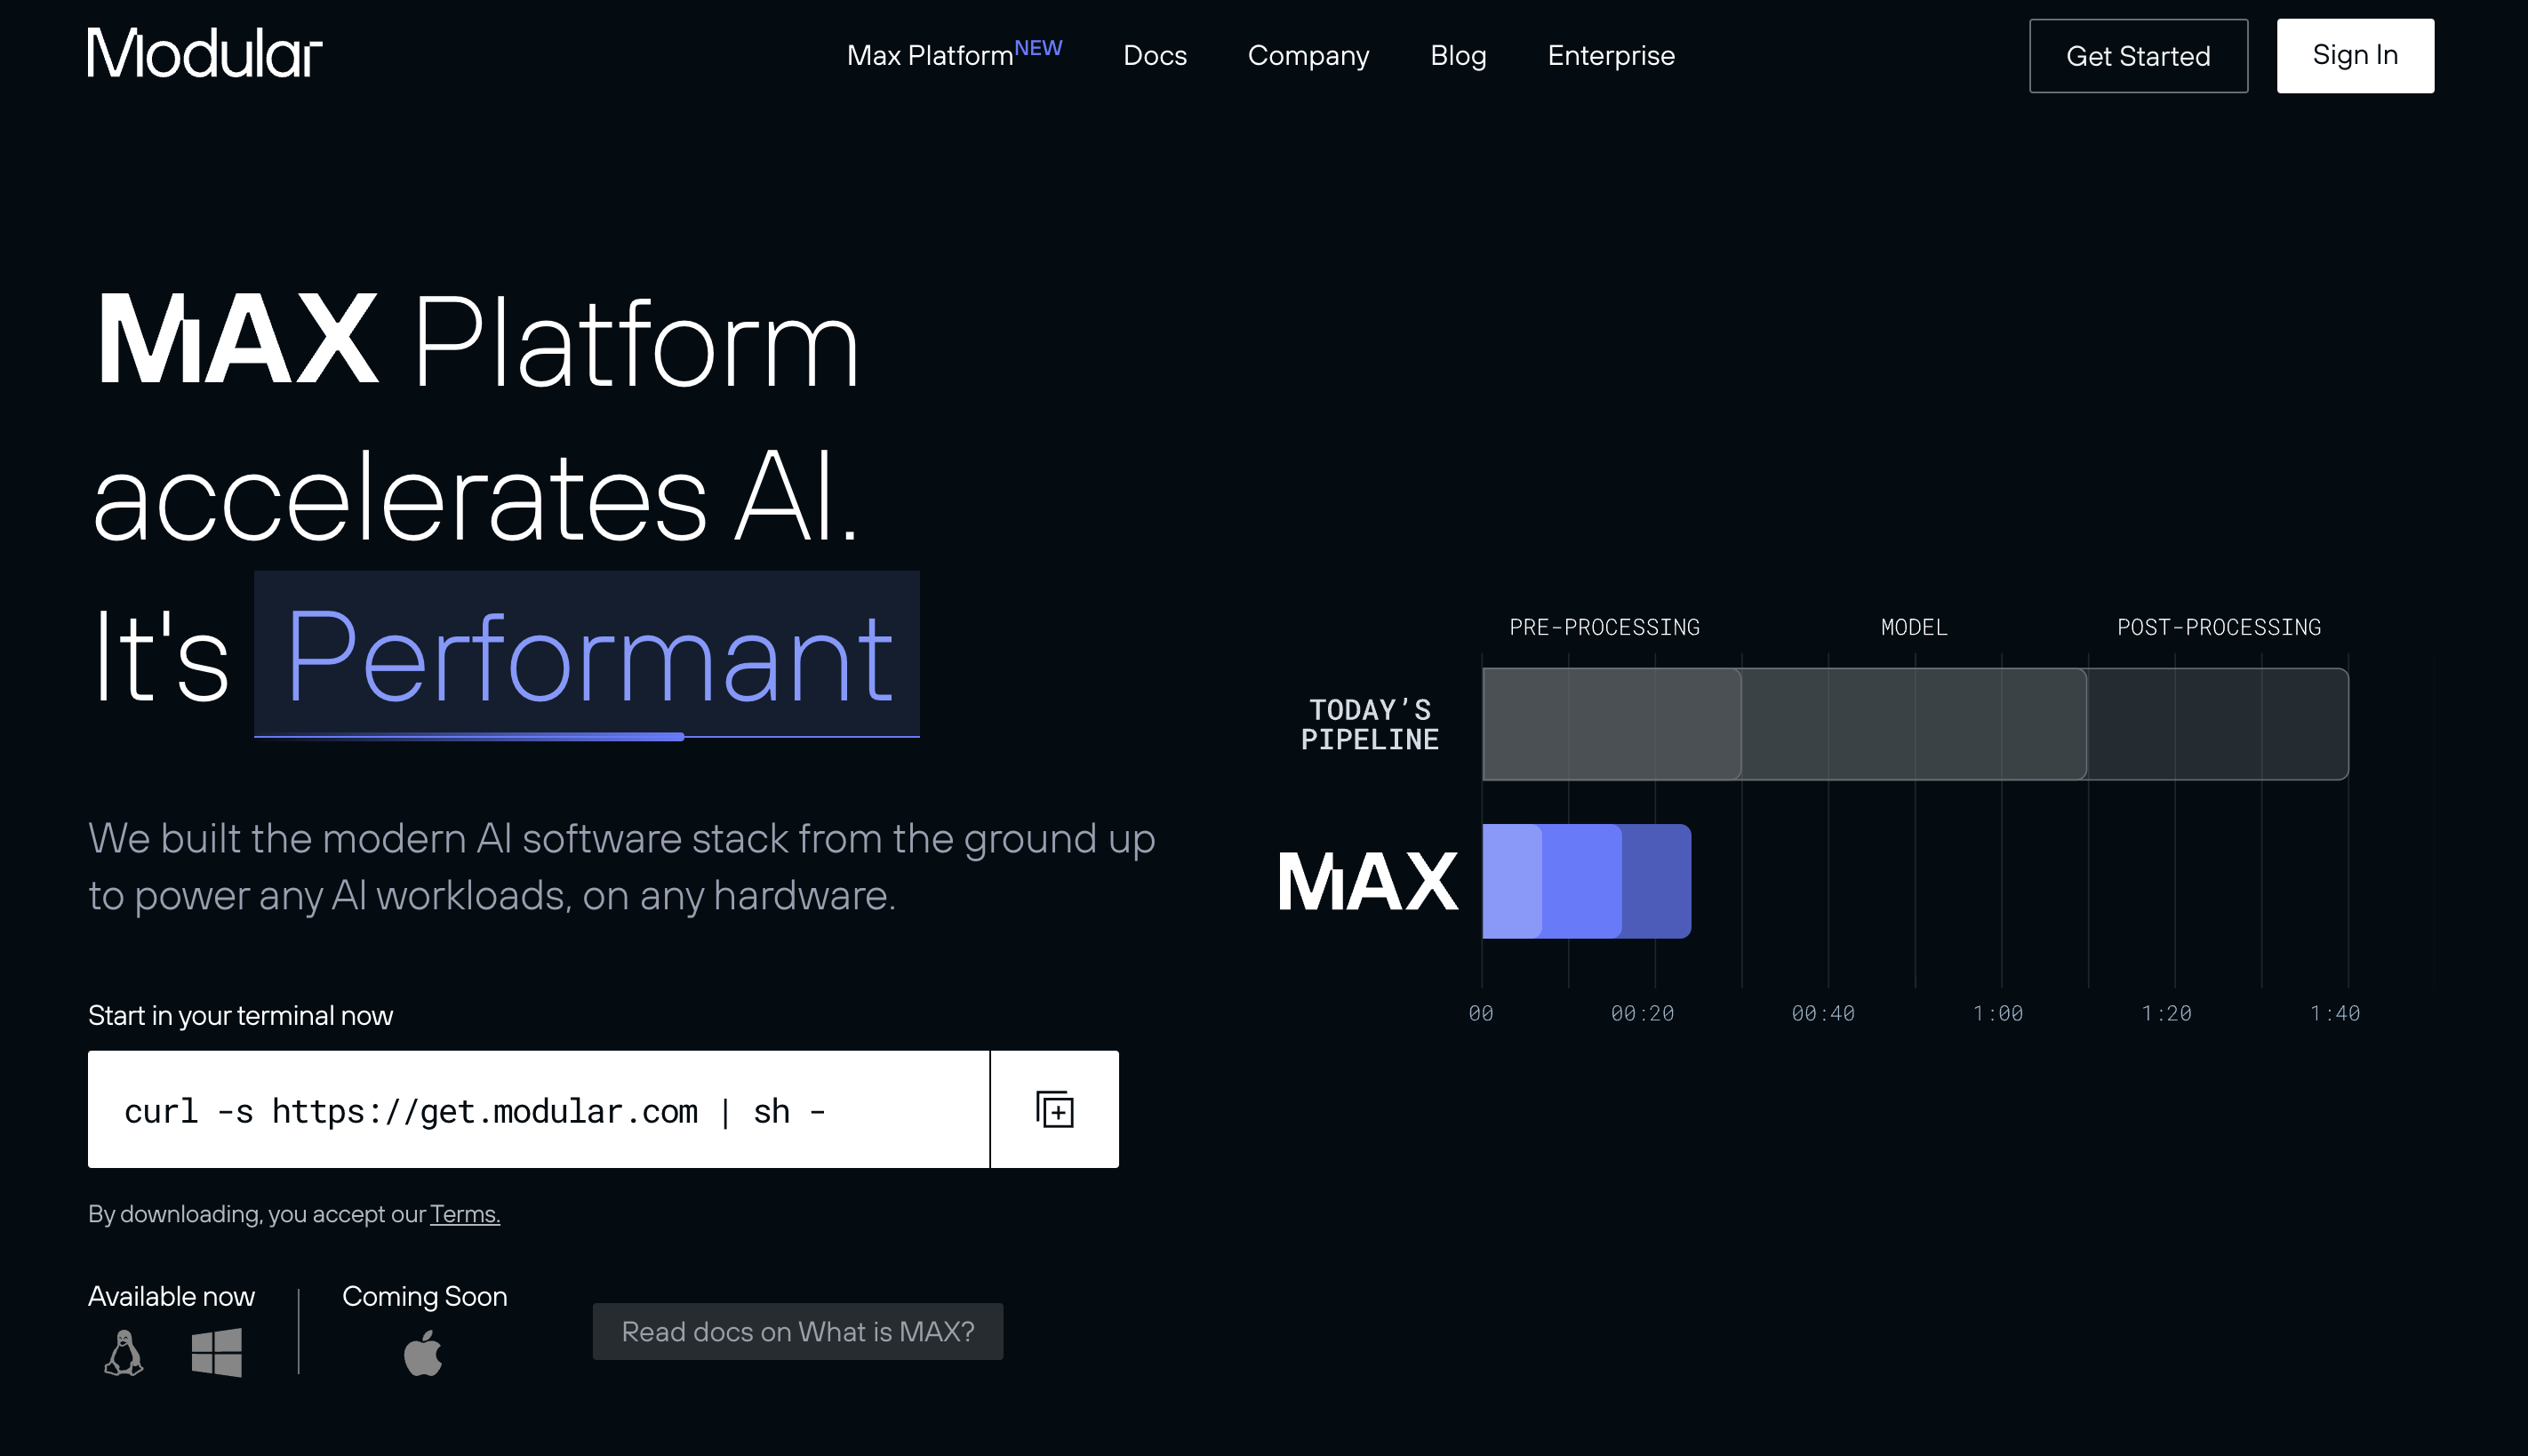 Modular
Max Platform NEW
Docs
Company
Blog
Enterprise
Get Started
Sign In
MAX Platform
accelerates AI.
It's Performant
We built the modern AI software stack from the ground up
to power any AI workloads, on any hardware.
Start in your terminal now
curl -s https://get.modular.com | sh -
By downloading, you accept our Terms.
Available now
Coming Soon
Read docs on What is MAX?
PRE-PROCESSING
MODEL
POST-PROCESSING
TODAY’S
PIPELINE
MAX
00
00:20
00:40
1:00
1:20
1:40